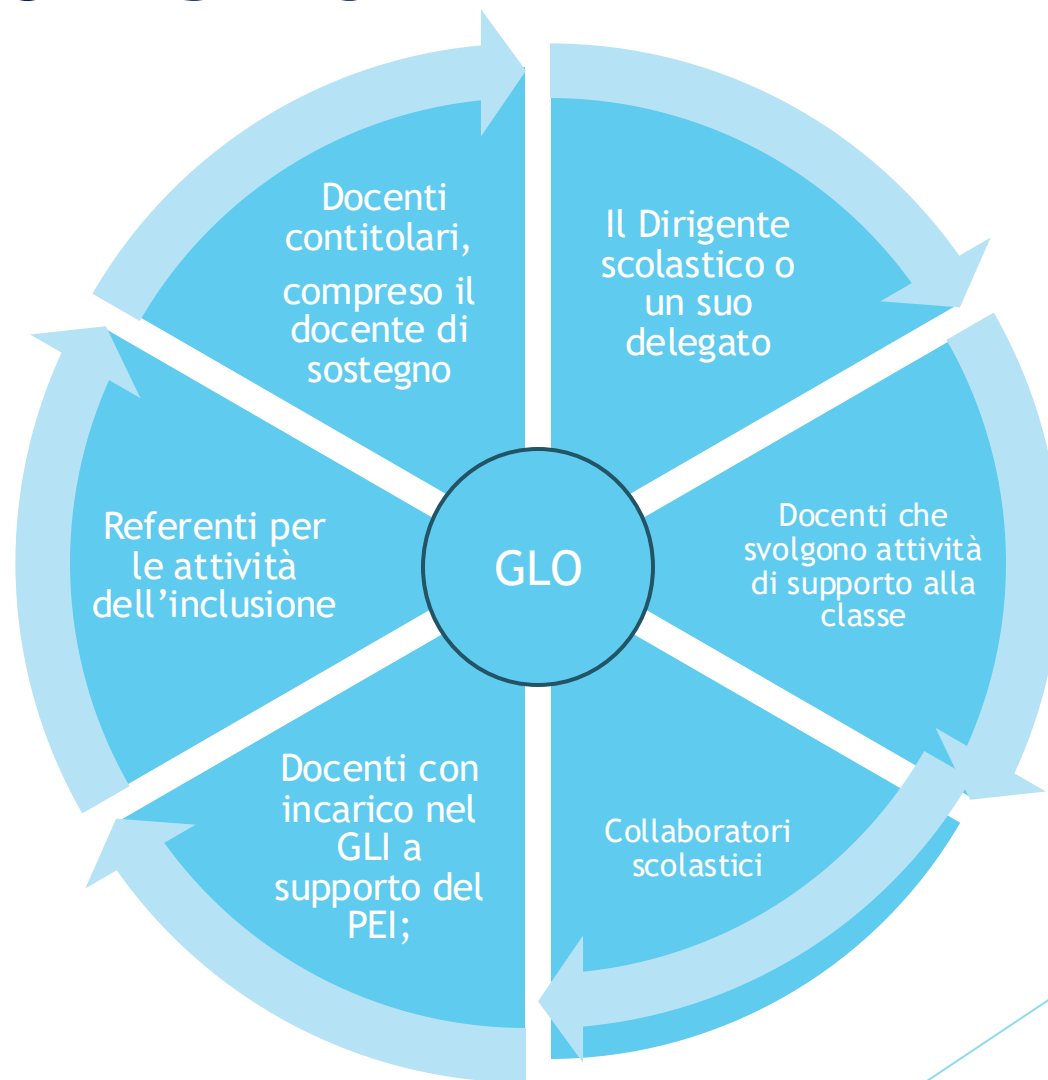 Docenti
contitolari,
compreso il
docente di
sostegno
Il Dirigente
scolastico o
un suo
delegato
Referenti per
le attività
dell’inclusione
GLO
Docenti che
svolgono attività
di supporto alla
classe
Docenti con
incarico nel
GLI a
supporto del
PEI;
Collaboratori
scolastici